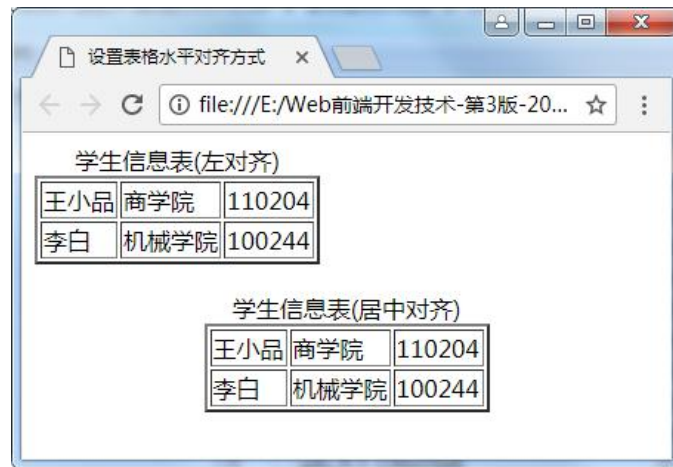 设置表格水平对齐方式
file:///E:/Web前端开发技术-第3版-20...
学生信息表(左对齐)
王小品 商学院 110204
李白 机械学院 100244
学生信息表(居中对齐)
王小品 商学院 110204
李白 机械学院 100244